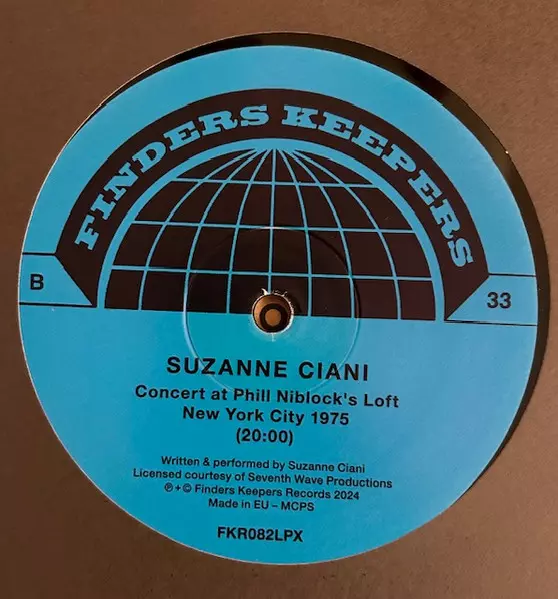 FINDERS KEEPERS
B
33
SUZANNE CIANI
Concert at Phill Niblock's Loft
New York City 1975
(20:00)
Written & performed by Suzanne Ciani
Licensed courtesy of Seventh Wave Productions
℗+© Finders Keepers Records 2024
Made in EU – MCPS
FKR082LPX